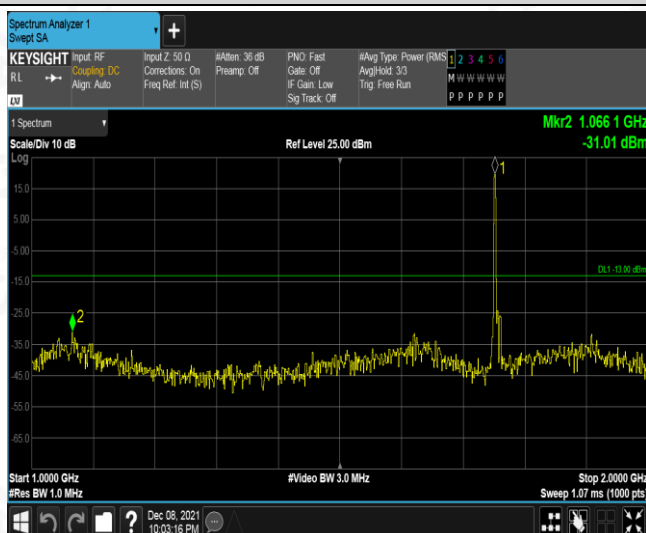 Spectrum Analyzer 1
Swept SA
+
KEYSIGHT
RL
LXI
Input: RF
Coupling: DC
Align: Auto
Input Z: 50 Ω
Corrections: On
Freq Ref: Int (S)
#Atten: 36 dB
Preamp: Off
PNO: Fast
Gate: Off
IF Gain: Low
Sig Track: Off
#Avg Type: Power (RMS
Avg|Hold: 3/3
Trig: Free Run
1 2 3 4 5 6
M W W W W W
P P P P P P
1 Spectrum
Mkr2 1.066 1 GHz
Scale/Div 10 dB
Ref Level 25.00 dBm
-31.01 dBm
Log
1
15.0
5.00
-5.00
DL1 -13.00 dBm
-15.0
-25.0
2
-35.0
-45.0
-55.0
-65.0
Start 1.0000 GHz
#Video BW 3.0 MHz
Stop 2.0000 GHz
#Res BW 1.0 MHz
Sweep 1.07 ms (1000 pts)
?
Dec 08, 2021
10:03:16 PM